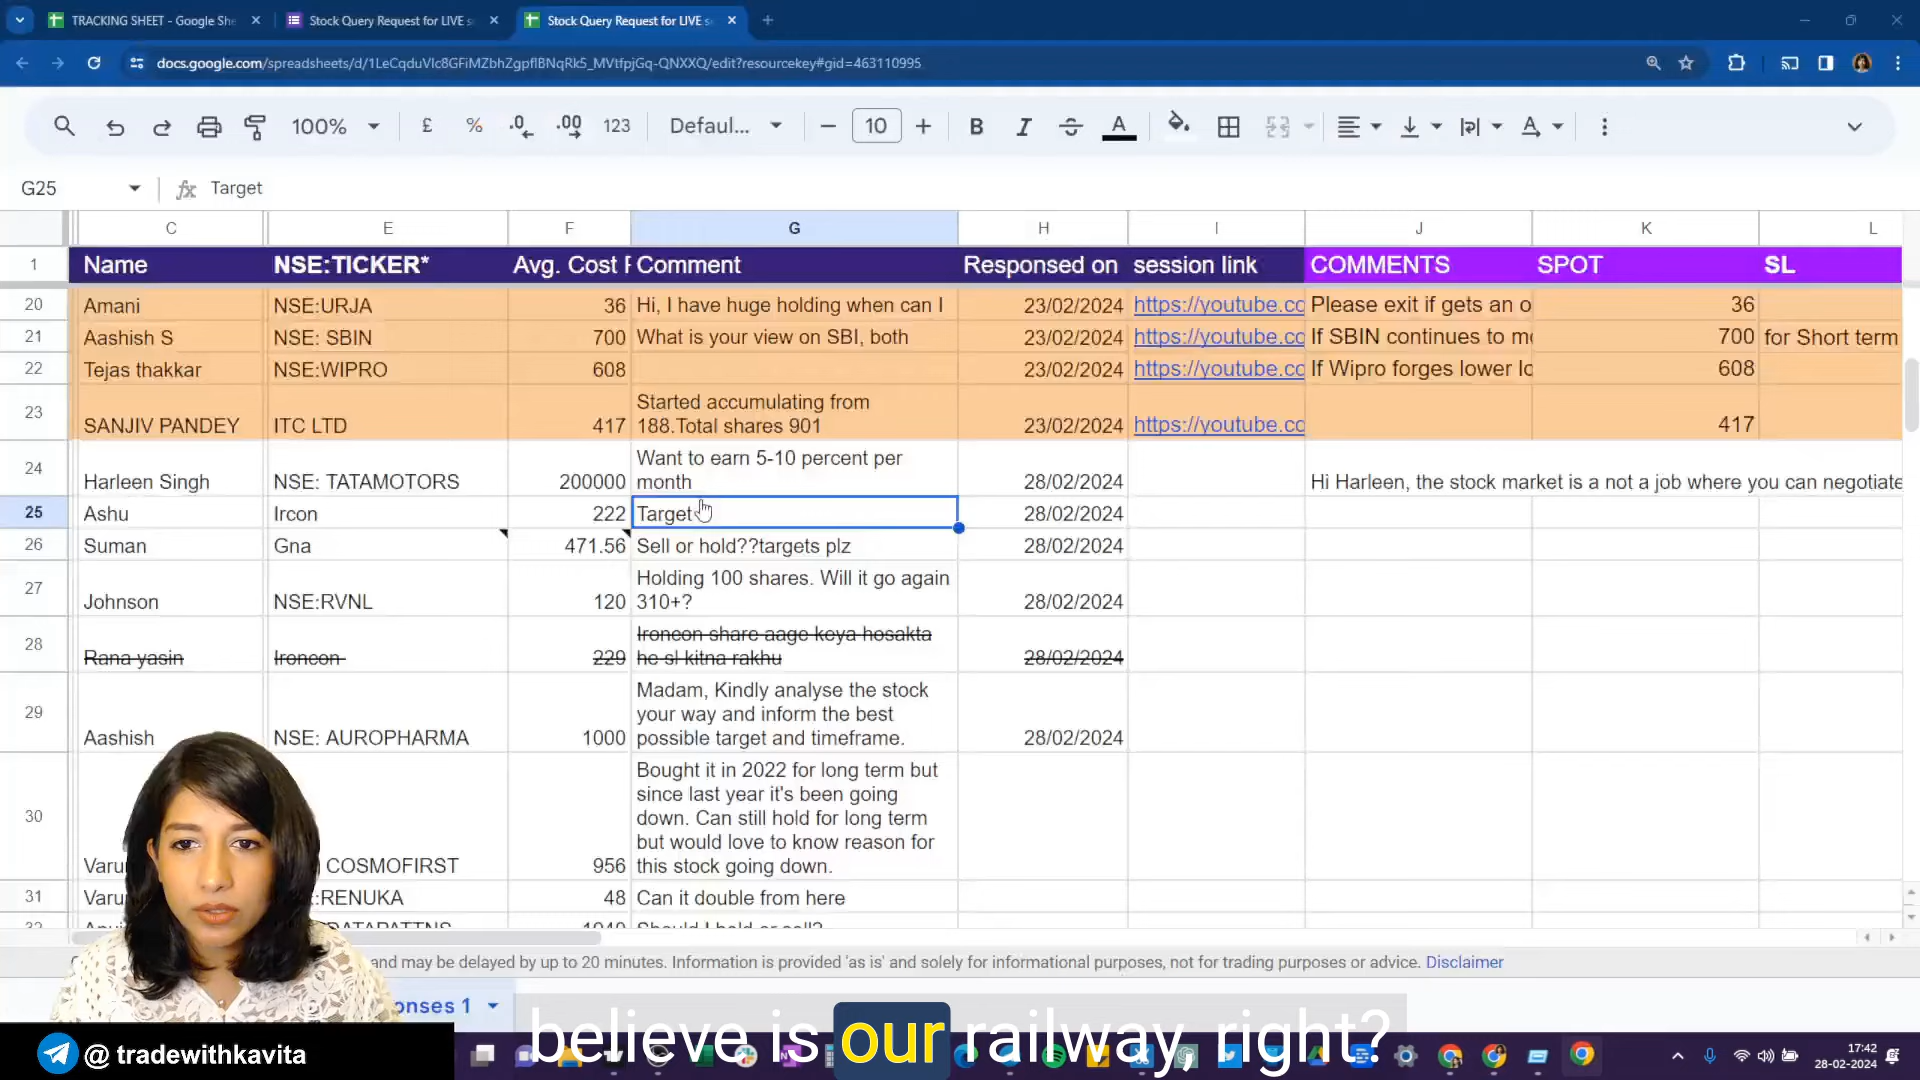 TRACKING SHEET - Google She
Stock Query Request for LIVE s
Stock Query Request for LIVE s
docs.google.com/spreadsheets/d/1LeCqduVlc8GFiMZbhZgpflBNqRk5_MVtfpjGq-QNXXQ/edit?resourcekey#gid=463110995
100% £ % .0 .00 123 Defaul... 10 B I S A
G25 fx Target
C E F G H I J K L
1 Name NSE:TICKER* Avg. Cost F Comment Responsed on session link COMMENTS SPOT SL
20 Amani NSE:URJA 36 Hi, I have huge holding when can I 23/02/2024 https://youtube.co Please exit if gets an o 36
21 Aashish S NSE: SBIN 700 What is your view on SBI, both 23/02/2024 https://youtube.co If SBIN continues to mo 700 for Short term
22 Tejas thakkar NSE:WIPRO 608 23/02/2024 https://youtube.co If Wipro forges lower lo 608
Started accumulating from
23 SANJIV PANDEY ITC LTD 417 188.Total shares 901 23/02/2024 https://youtube.co 417
Want to earn 5-10 percent per
24 Harleen Singh NSE: TATAMOTORS 200000 month 28/02/2024 Hi Harleen, the stock market is a not a job where you can negotiate
25 Ashu Ircon 222 Target 28/02/2024
26 Suman Gna 471.56 Sell or hold??targets plz 28/02/2024
Holding 100 shares. Will it go again
27 Johnson NSE:RVNL 120 310+? 28/02/2024
Ironcon share aage keya hosakta
28 Rana yasin Ironcon 229 he sl kitna rakhu 28/02/2024
Madam, Kindly analyse the stock
your way and inform the best
29 Aashish NSE: AUROPHARMA 1000 possible target and timeframe. 28/02/2024
Bought it in 2022 for long term but
since last year it's been going
down. Can still hold for long term
but would love to know reason for
30 Varu COSMOFIRST 956 this stock going down.
31 Varu :RENUKA 48 Can it double from here
32 DATAPATTNS 1940 Should I hold or sell?
and may be delayed by up to 20 minutes. Information is provided 'as is' and solely for informational purposes, not for trading purposes or advice. Disclaimer
onses 1
believe is our railway, right?
@ tradewithkavita
17:42
28-02-2024